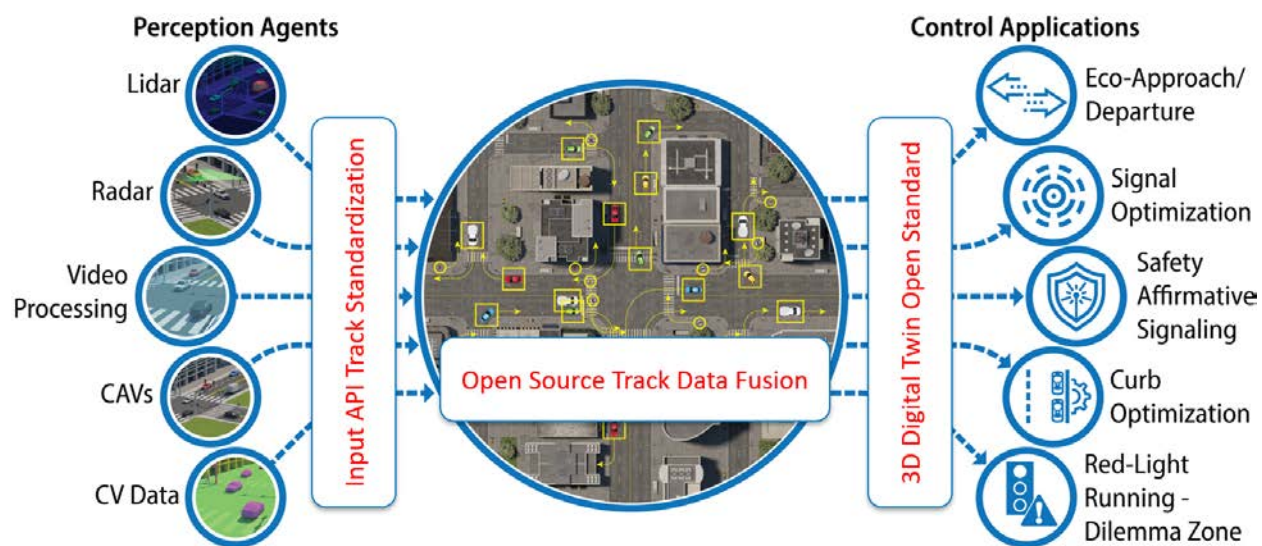 Perception Agents
Lidar
Radar
Video
Processing
CAVs
CV Data
Input API Track Standardization
Open Source Track Data Fusion
3D Digital Twin Open Standard
Control Applications
Eco-Approach/
Departure
Signal
Optimization
Safety
Affirmative
Signaling
Curb
Optimization
Red-Light
Running -
Dilemma Zone